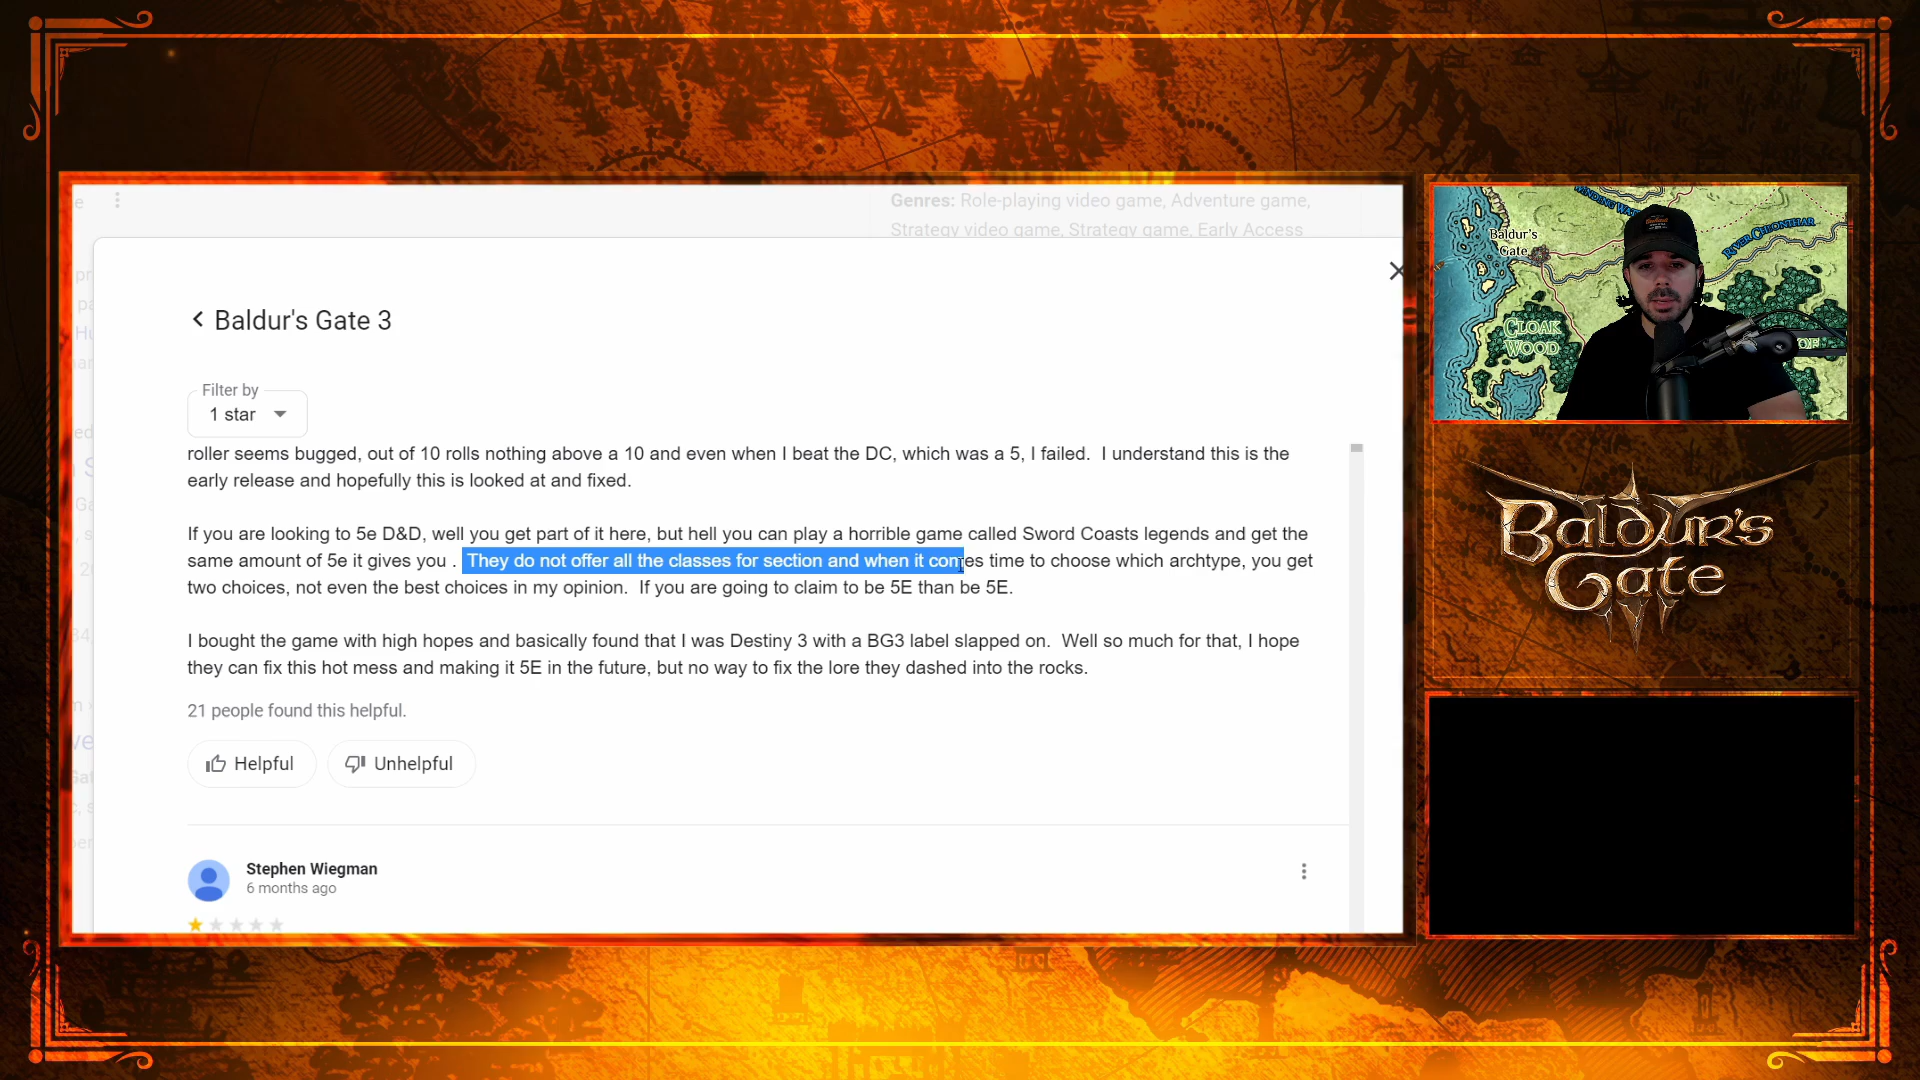 Genres: Role-playing video game, Adventure game,
Strategy video game, Strategy game, Early Access
Baldur's Gate 3
Filter by
1 star
roller seems bugged, out of 10 rolls nothing above a 10 and even when I beat the DC, which was a 5, I failed.  I understand this is the
early release and hopefully this is looked at and fixed.
If you are looking to 5e D&D, well you get part of it here, but hell you can play a horrible game called Sword Coasts legends and get the
same amount of 5e it gives you .  They do not offer all the classes for section and when it comes time to choose which archtype, you get
two choices, not even the best choices in my opinion.  If you are going to claim to be 5E than be 5E.
I bought the game with high hopes and basically found that I was Destiny 3 with a BG3 label slapped on.  Well so much for that, I hope
they can fix this hot mess and making it 5E in the future, but no way to fix the lore they dashed into the rocks.
21 people found this helpful.
Helpful
Unhelpful
Stephen Wiegman
6 months ago
Baldur's
Gate
RIVER CHIONTHAR
CLOAK
WOOD
Baldur's
Gate
III